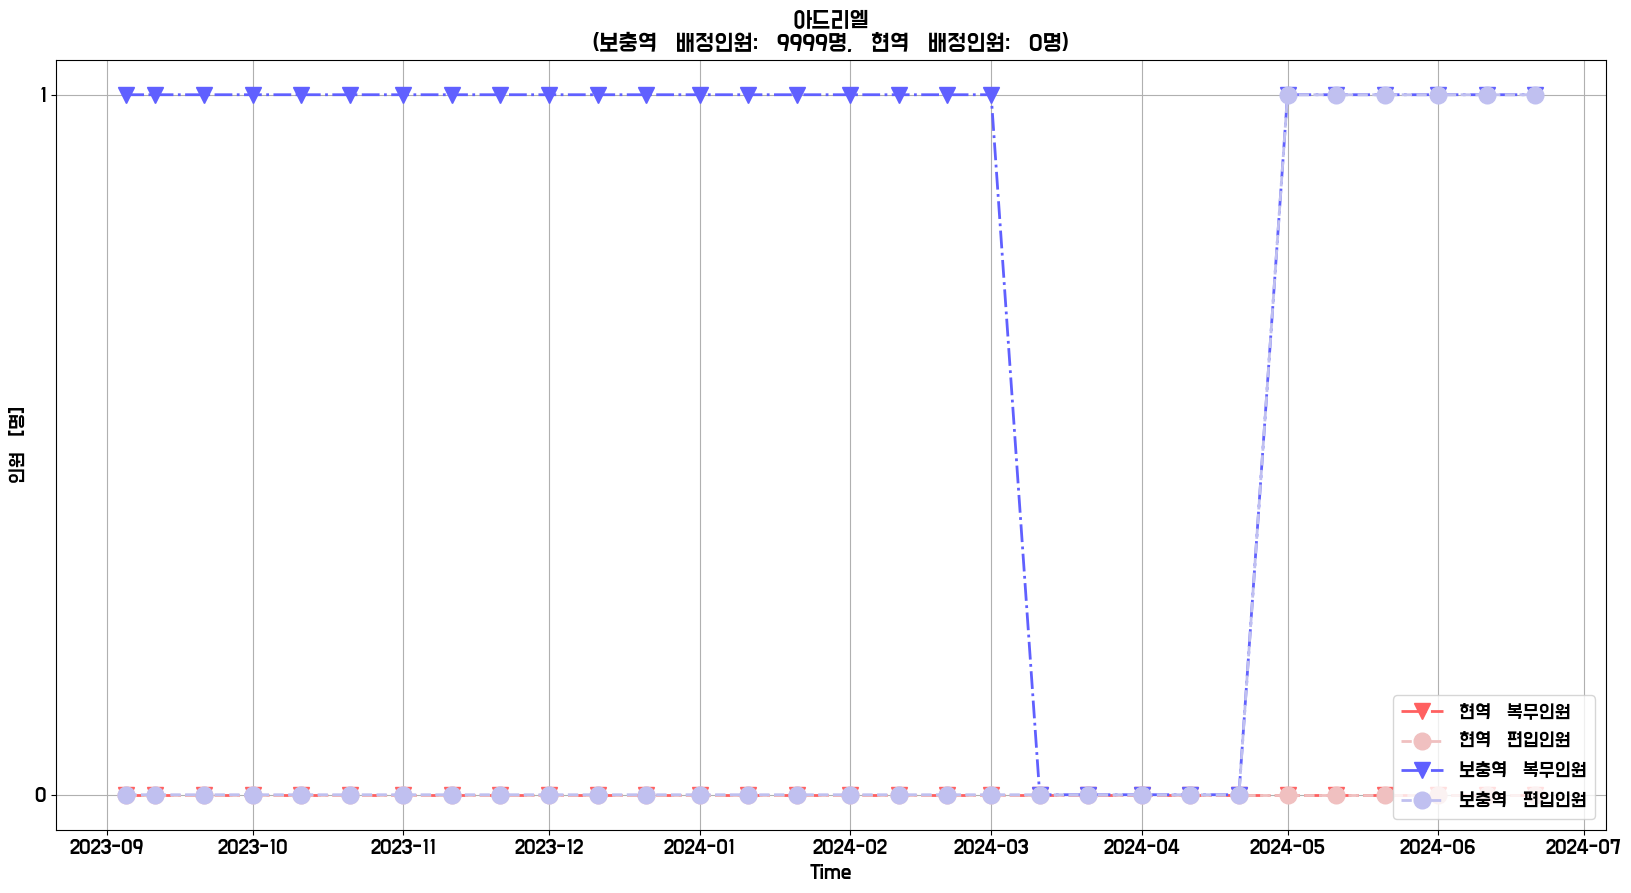 아드리엘
(보충역 배정인원: 9999명, 현역 배정인원: 0명)
인원 [명]
1
0
현역 복무인원
현역 편입인원
보충역 복무인원
보충역 편입인원
2023-09 2023-10 2023-11 2023-12 2024-01 2024-02 2024-03 2024-04 2024-05 2024-06 2024-07
Time